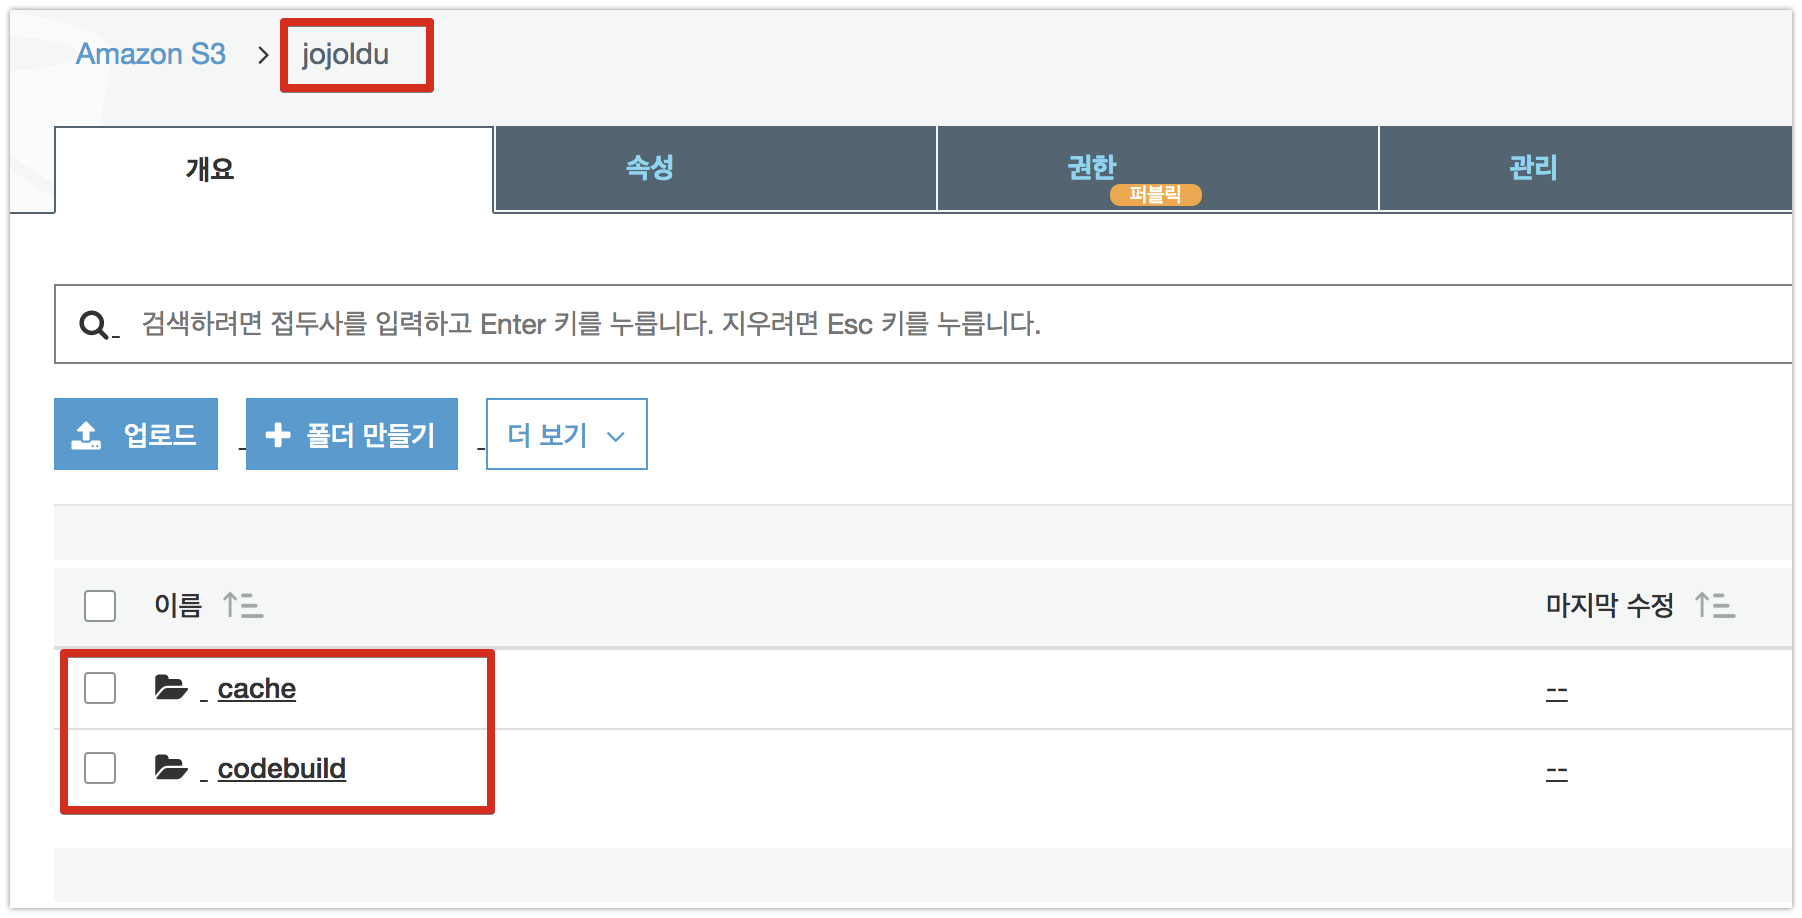 Amazon S3 > jojoldu
개요 속성 권한 관리
퍼블릭
검색하려면 접두사를 입력하고 Enter 키를 누릅니다. 지우려면 Esc 키를 누릅니다.
업로드 폴더 만들기 더 보기
이름 마지막 수정
cache --
codebuild --